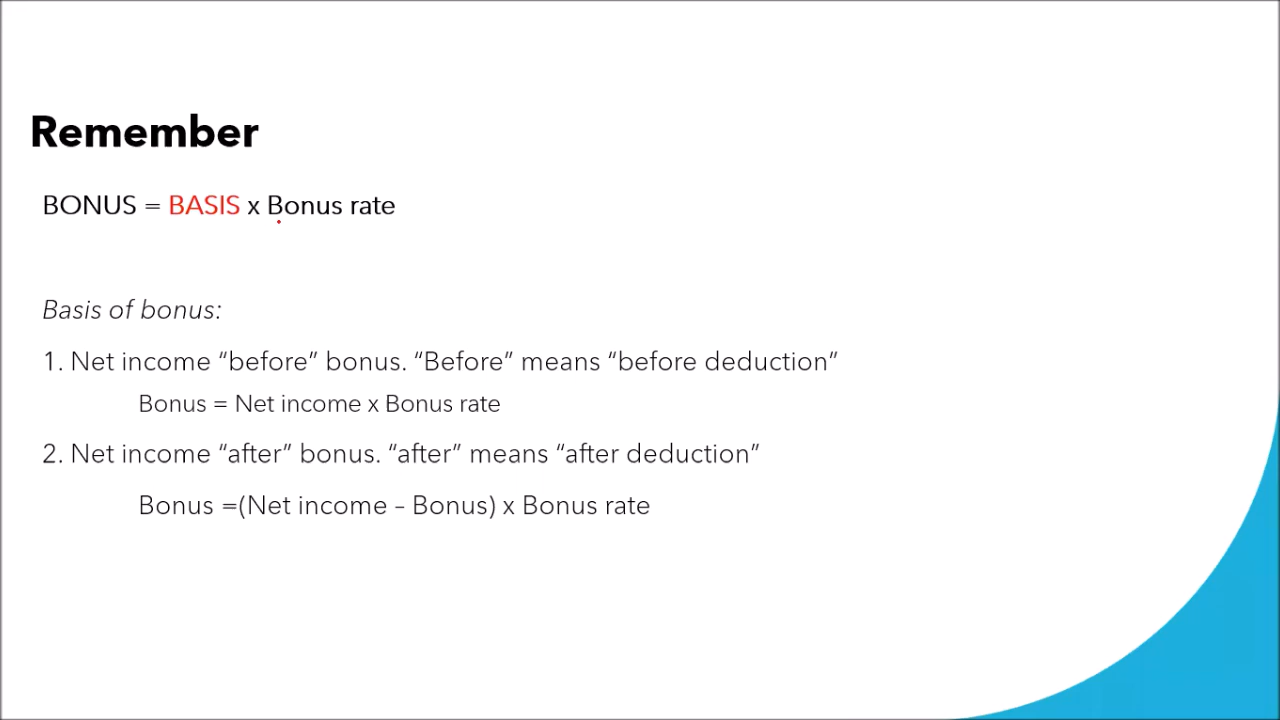 Remember
BONUS = BASIS x Bonus rate
Basis of bonus:
1. Net income “before” bonus. “Before” means “before deduction”
Bonus = Net income x Bonus rate
2. Net income “after” bonus. “after” means “after deduction”
Bonus =(Net income – Bonus) x Bonus rate